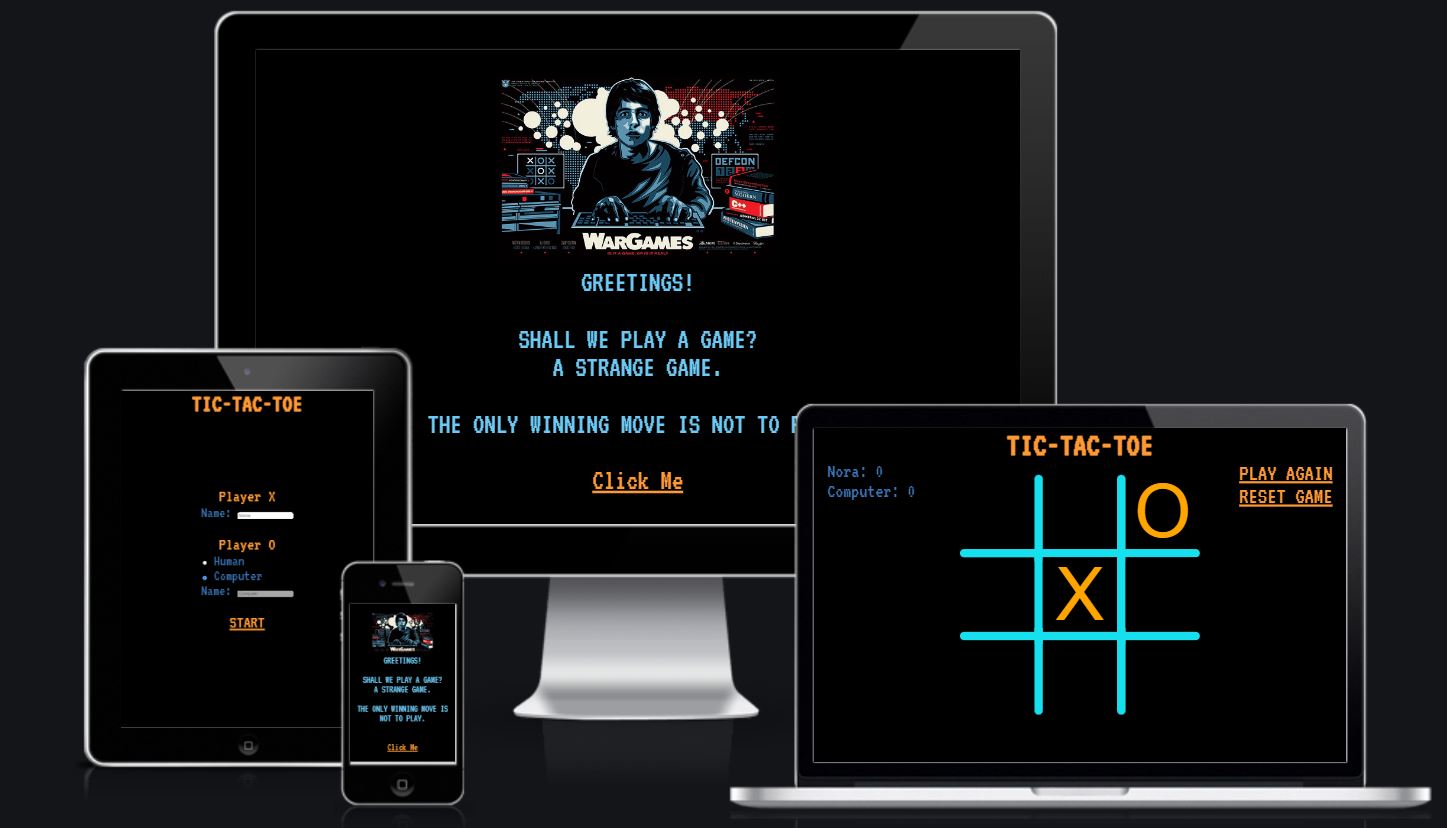 DEFCON
C++
WARGAMES
GREETINGS!
SHALL WE PLAY A GAME?
A STRANGE GAME.
THE ONLY WINNING MOVE IS NOT TO
Click Me
TIC-TAC-TOE
Player X
Name:
Player O
Human
Computer
Name:
START
WARGAMES
GREETINGS!
SHALL WE PLAY A GAME?
A STRANGE GAME.
THE ONLY WINNING MOVE IS
NOT TO PLAY.
Click Me
TIC-TAC-TOE
Nora: 0
Computer: 0
PLAY AGAIN
RESET GAME
O
X